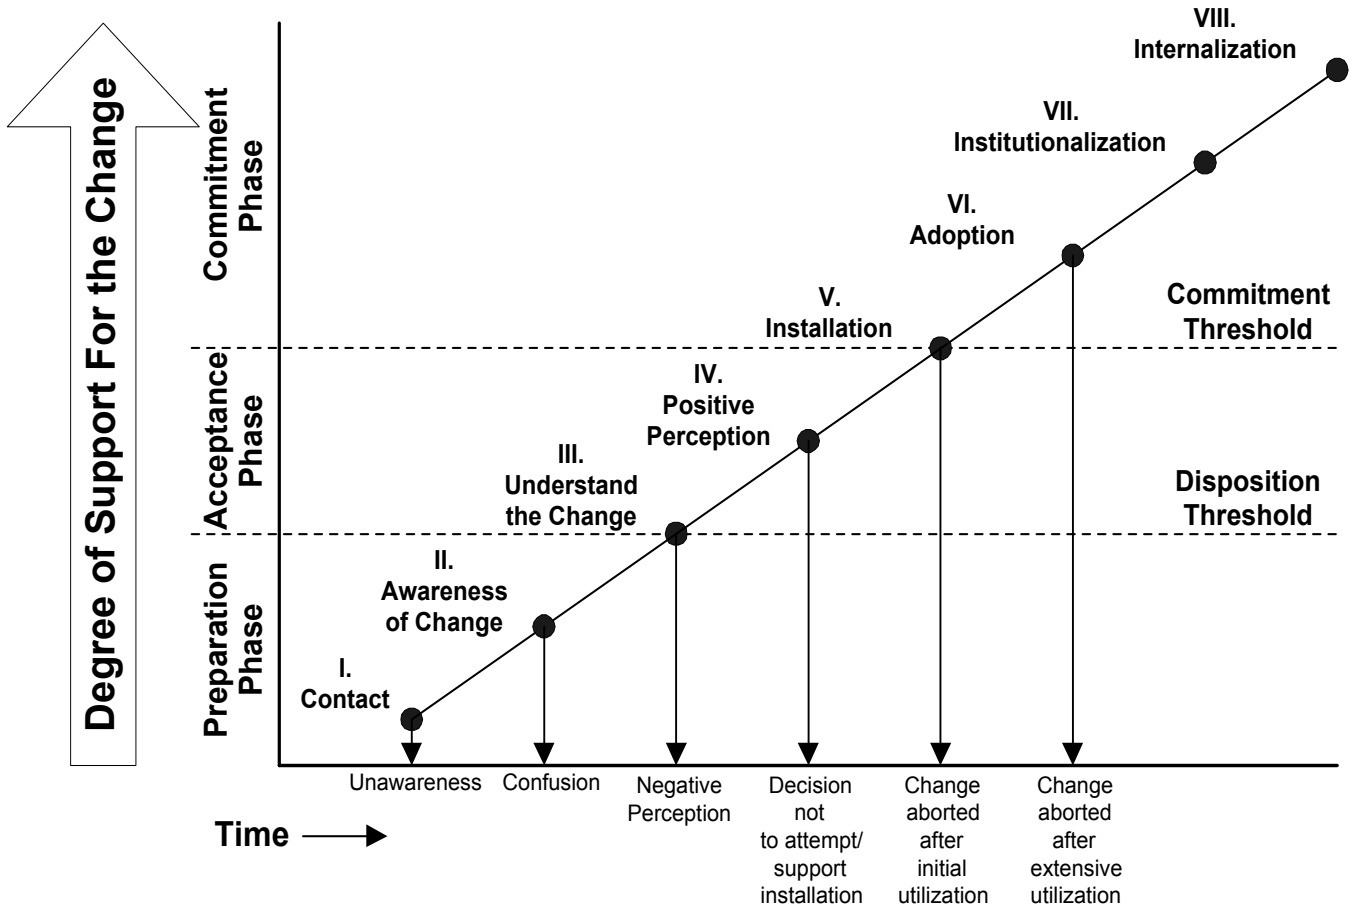 Degree of Support For the Change
Commitment
Phase
Acceptance
Phase
Preparation
Phase
VIII.
Internalization
VII.
Institutionalization
VI.
Adoption
V.
Installation
IV.
Positive
Perception
III.
Understand
the Change
II.
Awareness
of Change
I.
Contact
Commitment
Threshold
Disposition
Threshold
Unawareness
Confusion
Negative
Perception
Decision
not
to attempt/
support
installation
Change
aborted
after
initial
utilization
Change
aborted
after
extensive
utilization
Time